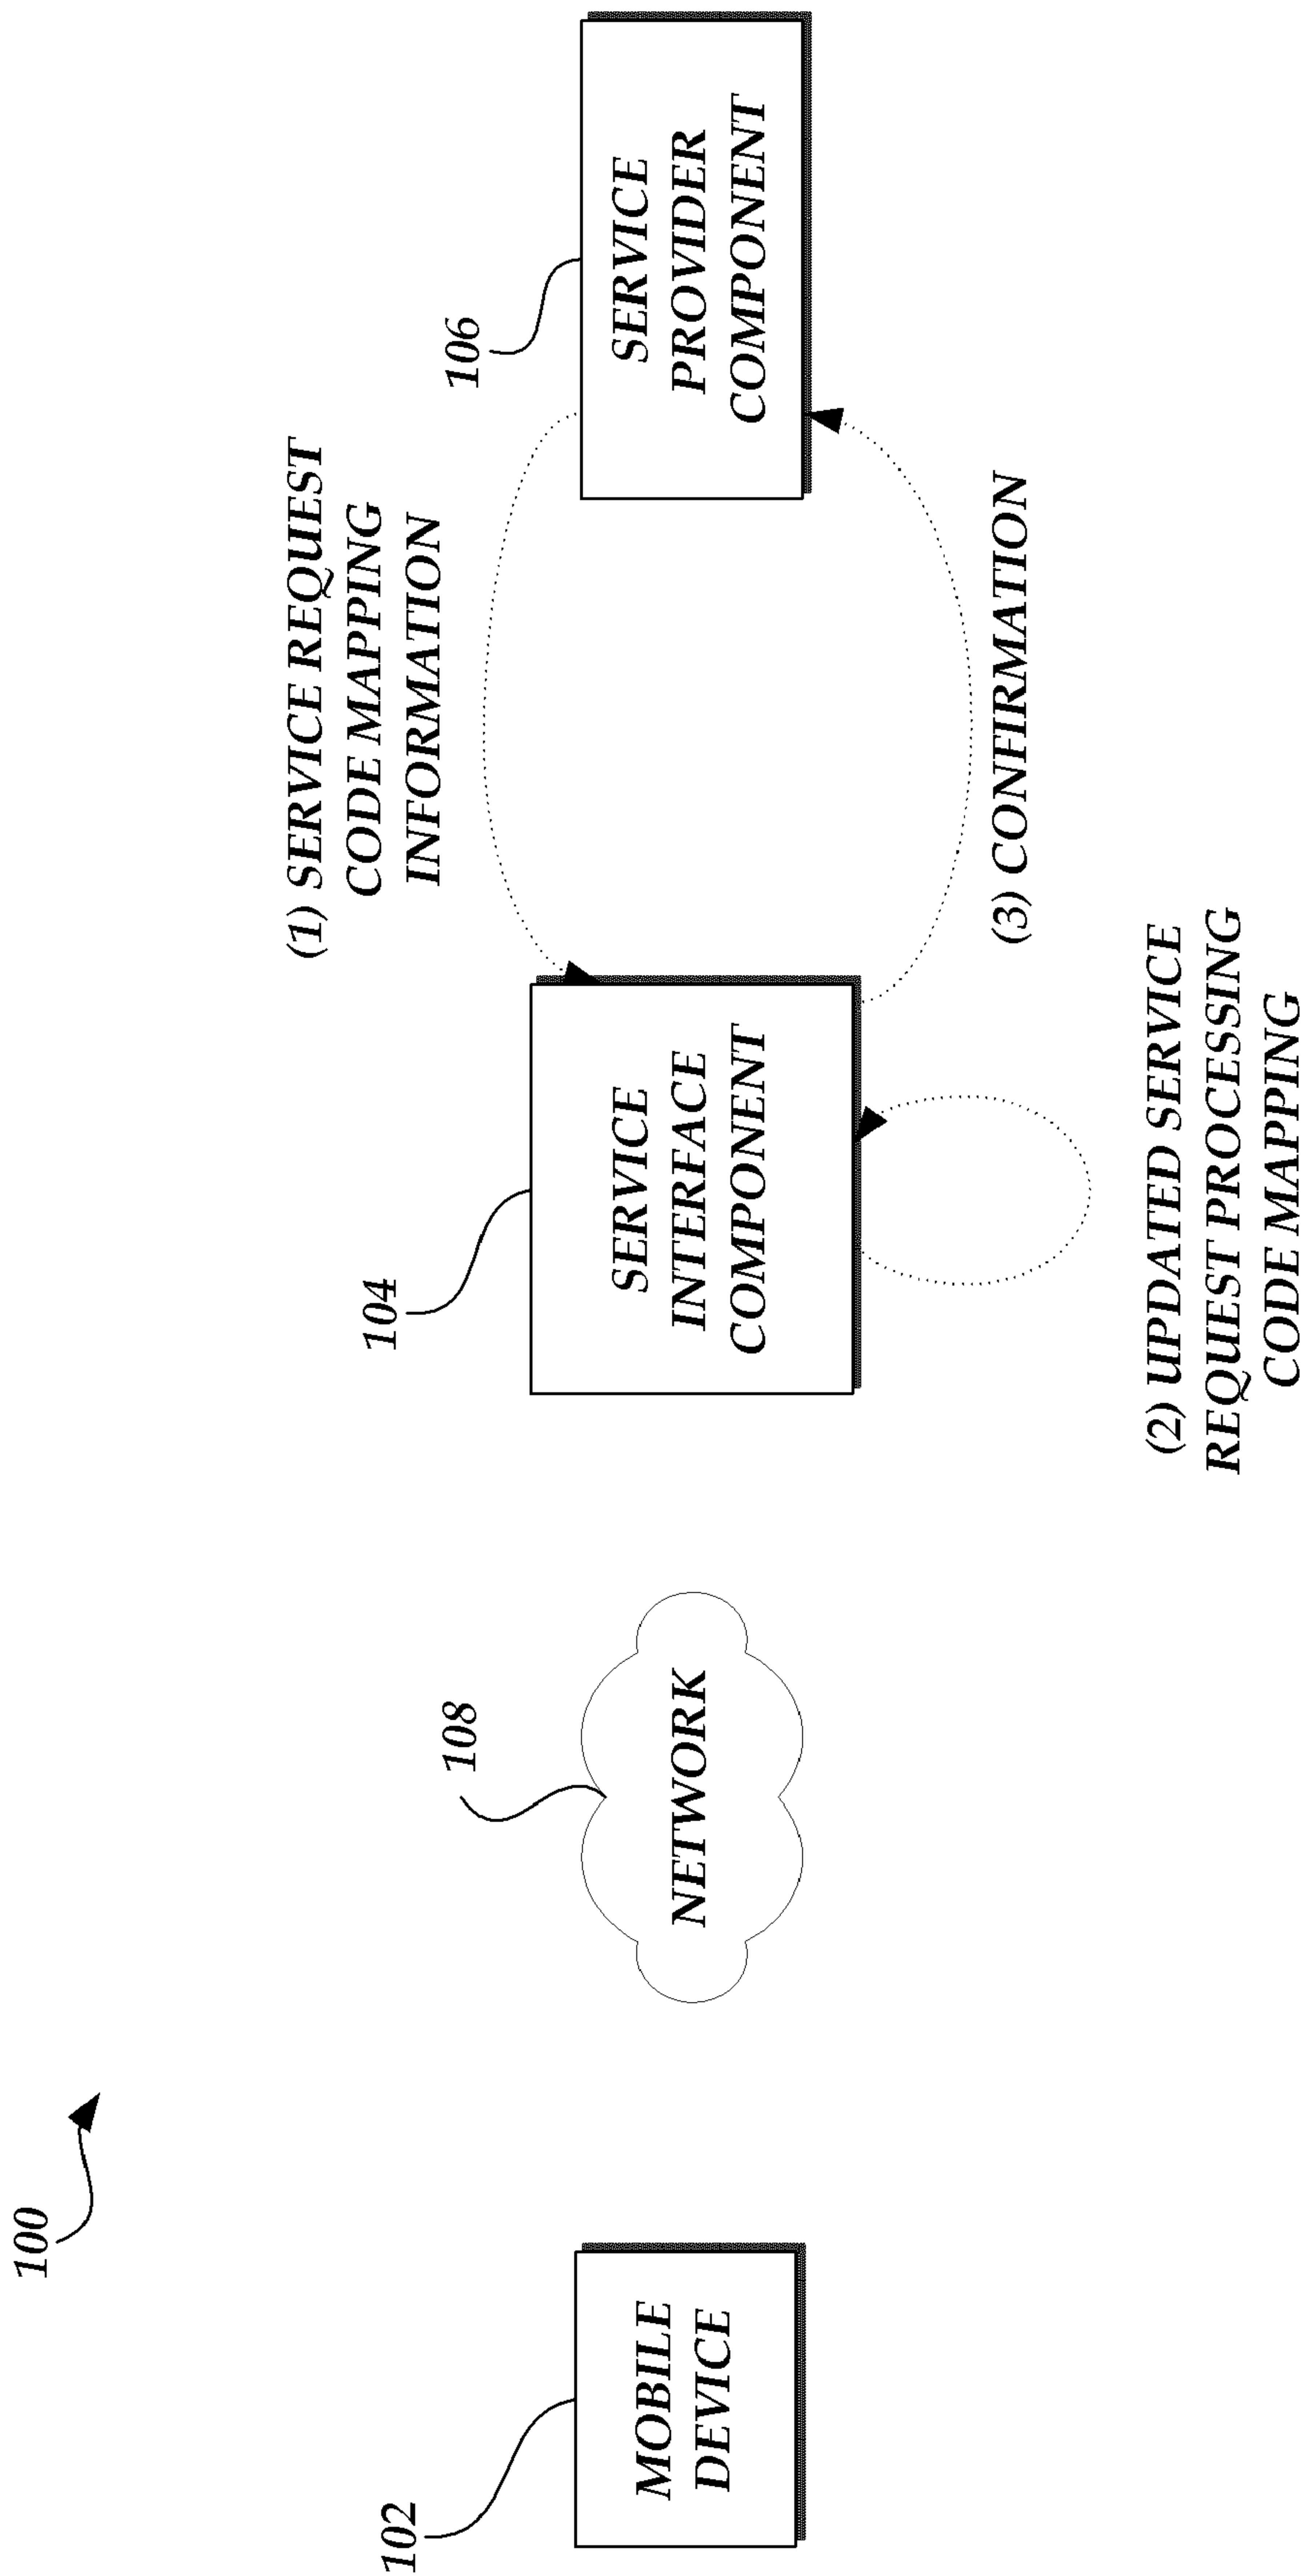 100
(1) SERVICE REQUEST
CODE MAPPING
INFORMATION
102
MOBILE
DEVICE
108
NETWORK
104
SERVICE
INTERFACE
COMPONENT
106
SERVICE
PROVIDER
COMPONENT
(3) CONFIRMATION
(2) UPDATED SERVICE
REQUEST PROCESSING
CODE MAPPING